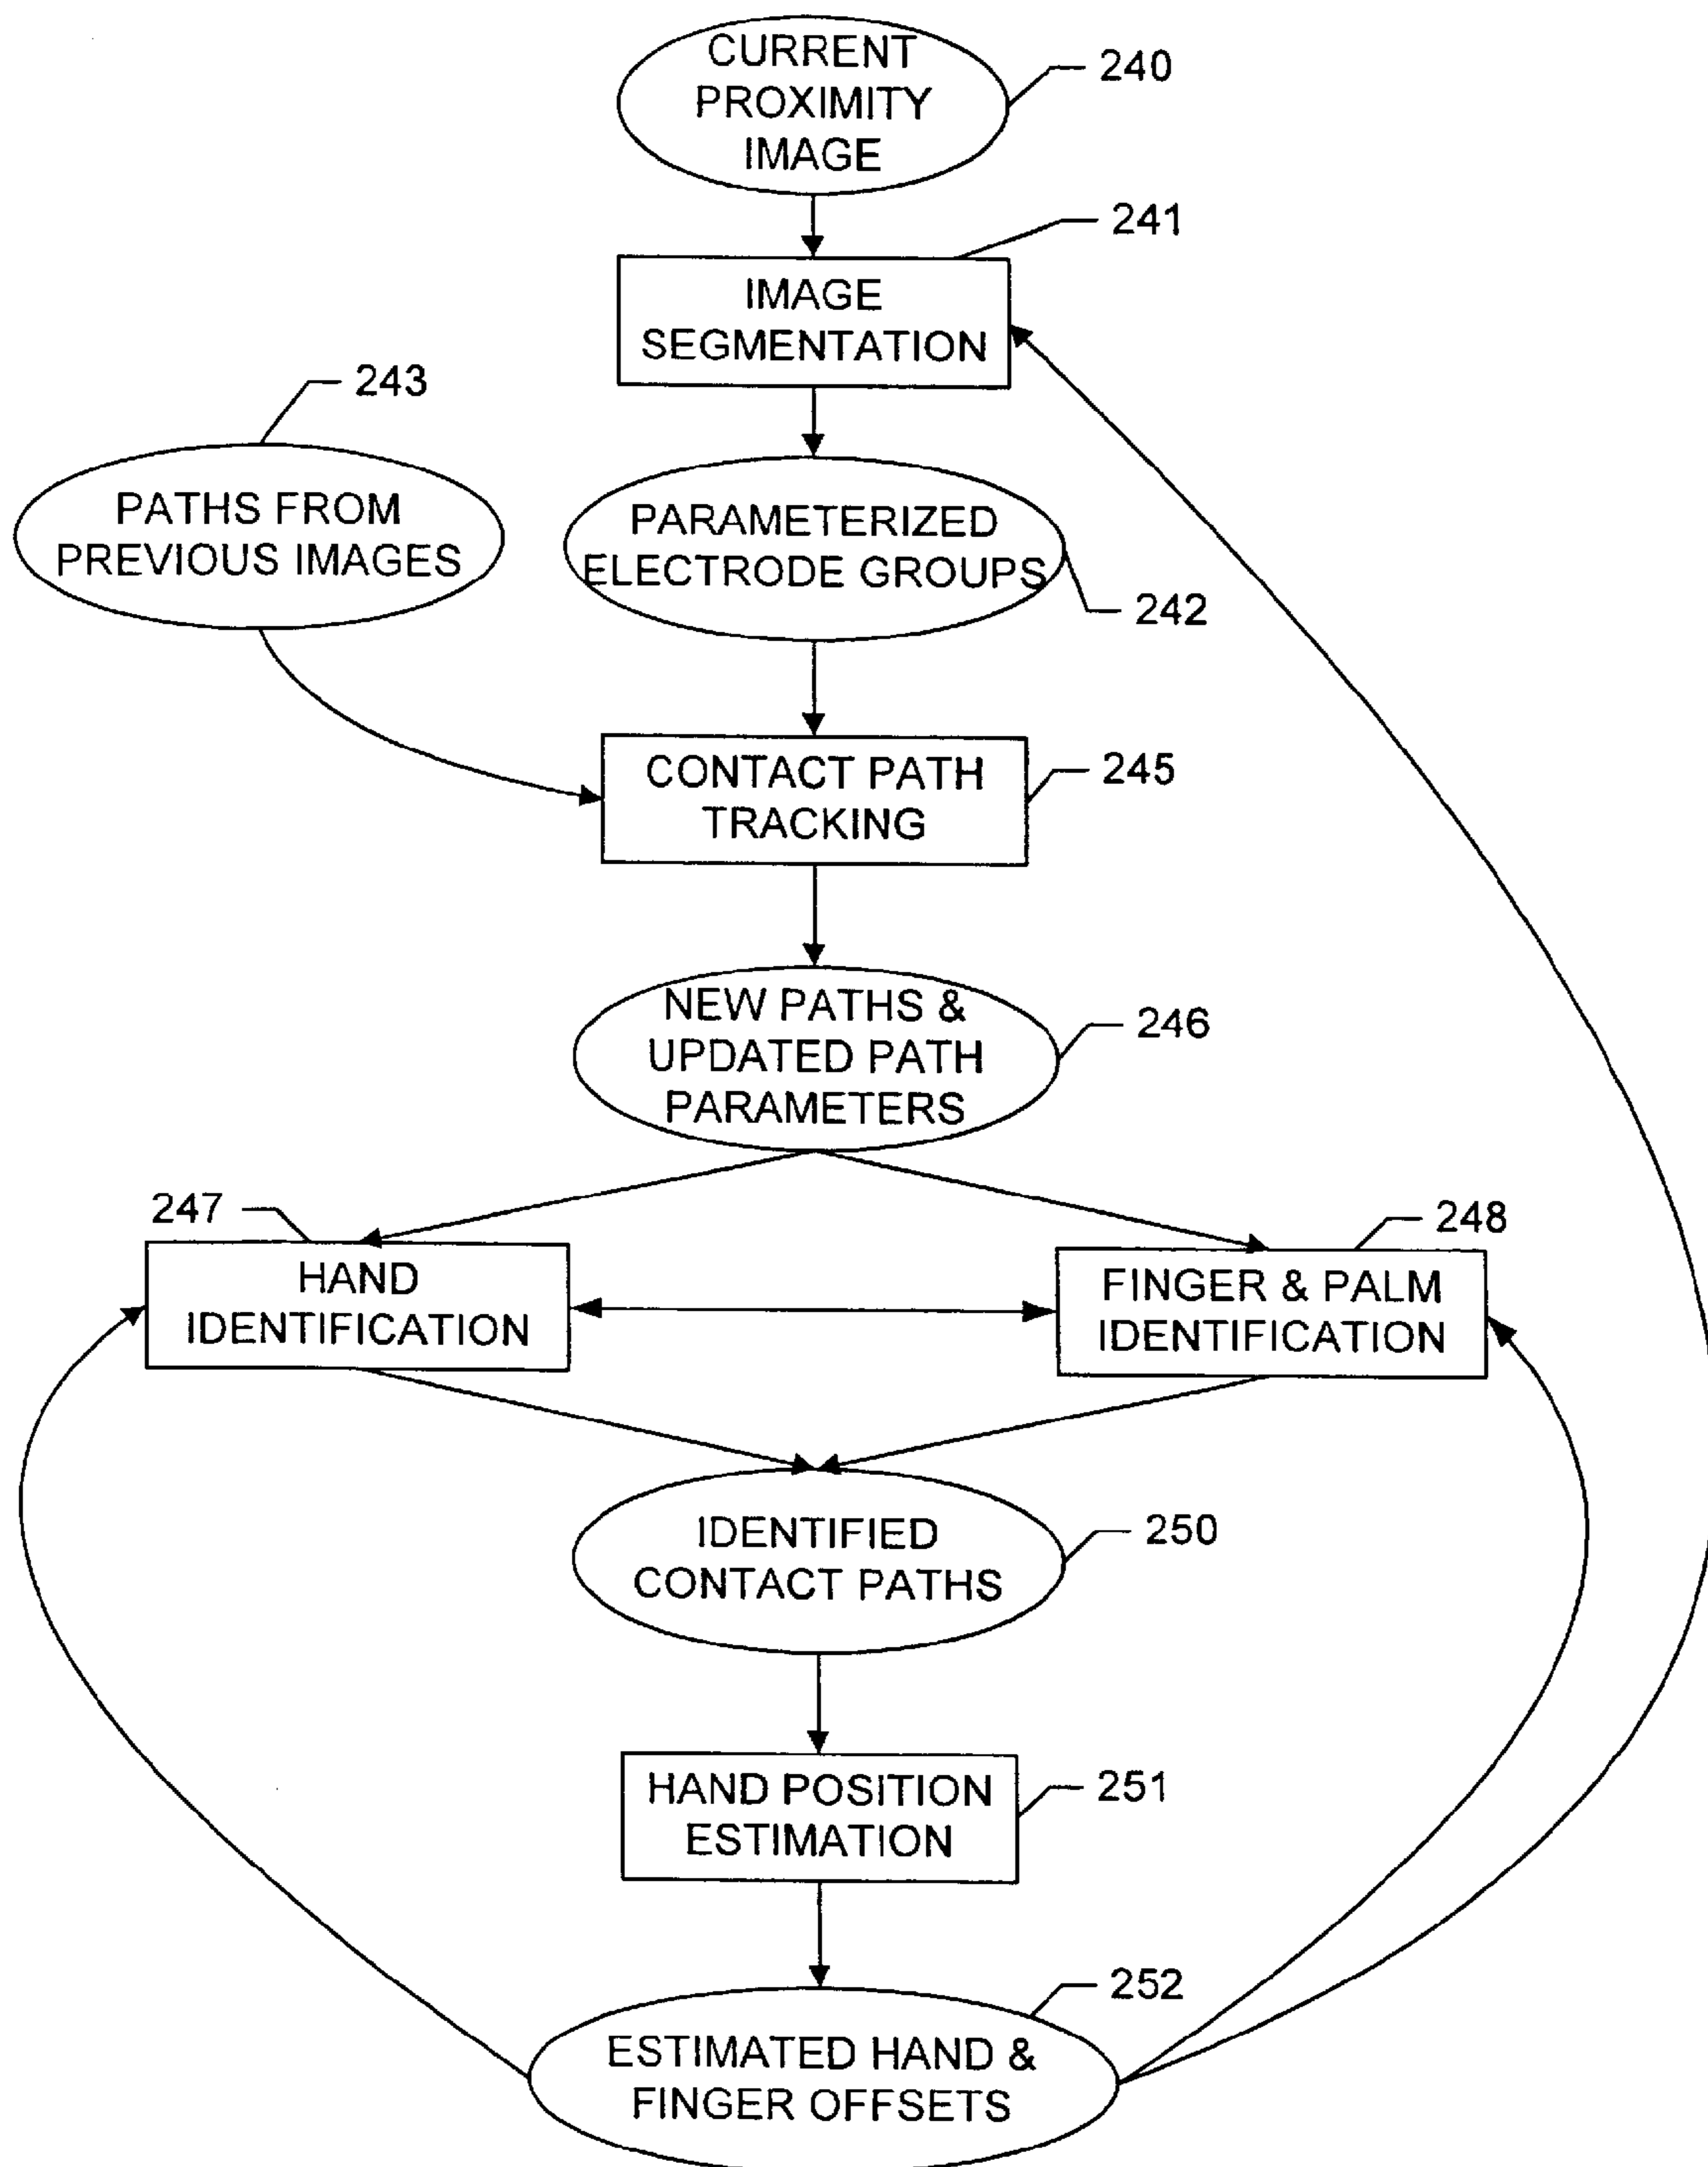 CURRENT
PROXIMITY
IMAGE
240
241
IMAGE
SEGMENTATION
243
PATHS FROM
PREVIOUS IMAGES
PARAMETERIZED
ELECTRODE GROUPS
242
CONTACT PATH
TRACKING
245
NEW PATHS &
UPDATED PATH
PARAMETERS
246
247
HAND
IDENTIFICATION
248
FINGER & PALM
IDENTIFICATION
IDENTIFIED
CONTACT PATHS
250
HAND POSITION
ESTIMATION
251
252
ESTIMATED HAND &
FINGER OFFSETS